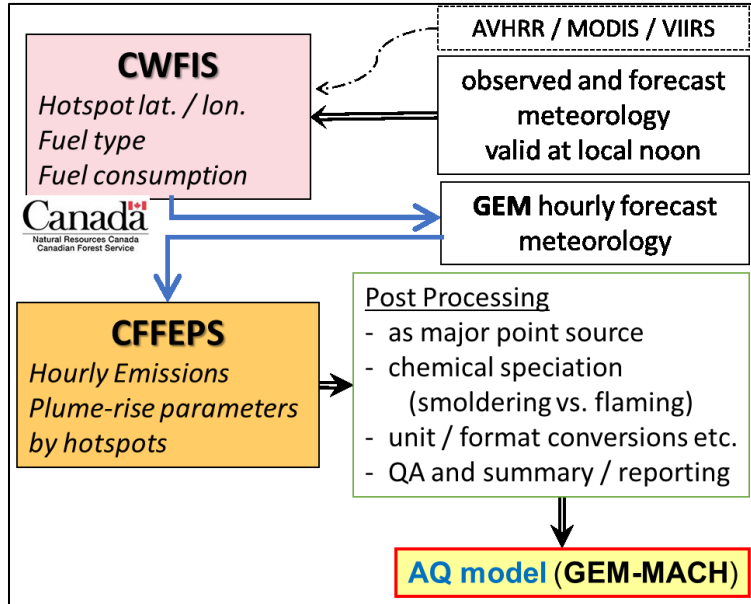 AVHRR / MODIS / VIIRS
CWFIS
Hotspot lat. / lon.
Fuel type
Fuel consumption
observed and forecast
meteorology
valid at local noon
Canada
Natural Resources Canada
Canadian Forest Service
GEM hourly forecast
meteorology
CFFEPS
Hourly Emissions
Plume-rise parameters
by hotspots
Post Processing
- as major point source
- chemical speciation
(smoldering vs. flaming)
- unit / format conversions etc.
- QA and summary / reporting
AQ model (GEM-MACH)